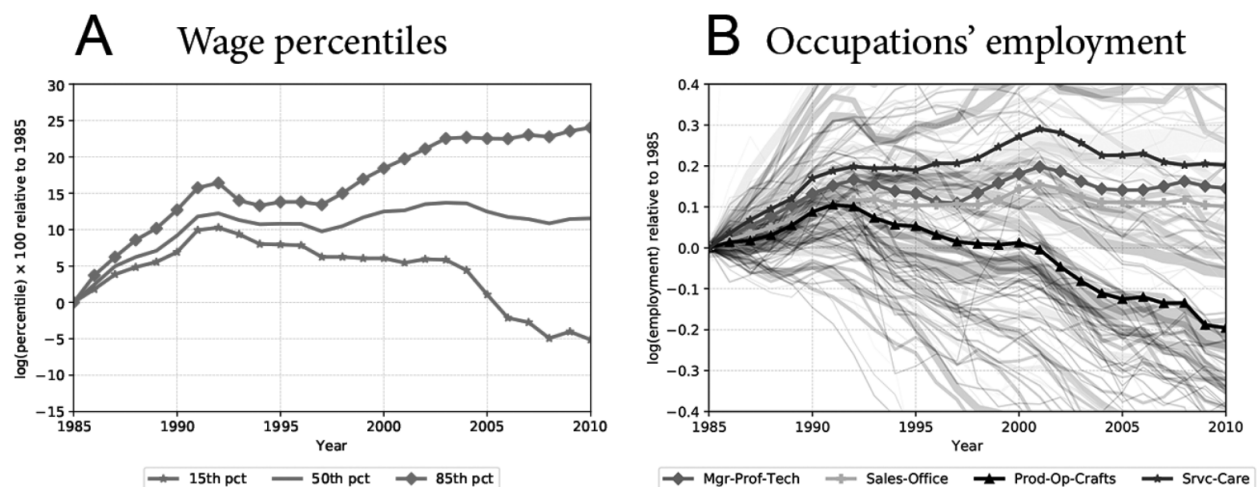 A Wage percentiles
log(percentile) × 100 relative to 1985
30
25
20
15
10
5
0
−5
−10
−15
1985 1990 1995 2000 2005 2010
Year
15th pct 50th pct 85th pct
B Occupations’ employment
log(employment) relative to 1985
0.4
0.3
0.2
0.1
0.0
−0.1
−0.2
−0.3
−0.4
1985 1990 1995 2000 2005 2010
Year
Mgr-Prof-Tech Sales-Office Prod-Op-Crafts Srvc-Care